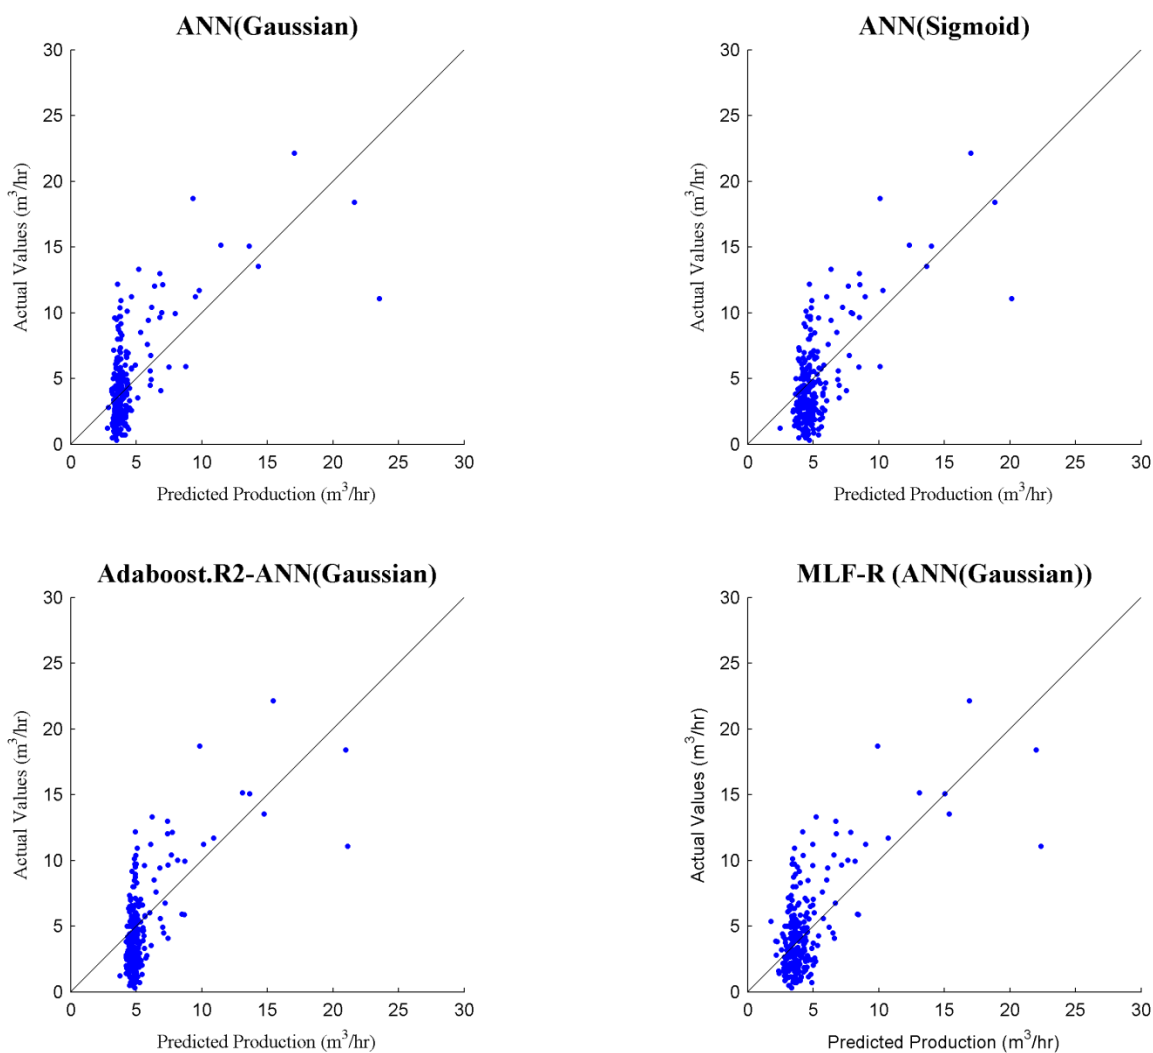 ANN(Gaussian)
30
25
20
15
10
5
0
Actual Values (m³/hr)
0 5 10 15 20 25 30
Predicted Production (m³/hr)
ANN(Sigmoid)
30
25
20
15
10
5
0
Actual Values (m³/hr)
0 5 10 15 20 25 30
Predicted Production (m³/hr)
Adaboost.R2-ANN(Gaussian)
30
25
20
15
10
5
0
Actual Values (m³/hr)
0 5 10 15 20 25 30
Predicted Production (m³/hr)
MLF-R (ANN(Gaussian))
30
25
20
15
10
5
0
Actual Values (m³/hr)
0 5 10 15 20 25 30
Predicted Production (m³/hr)